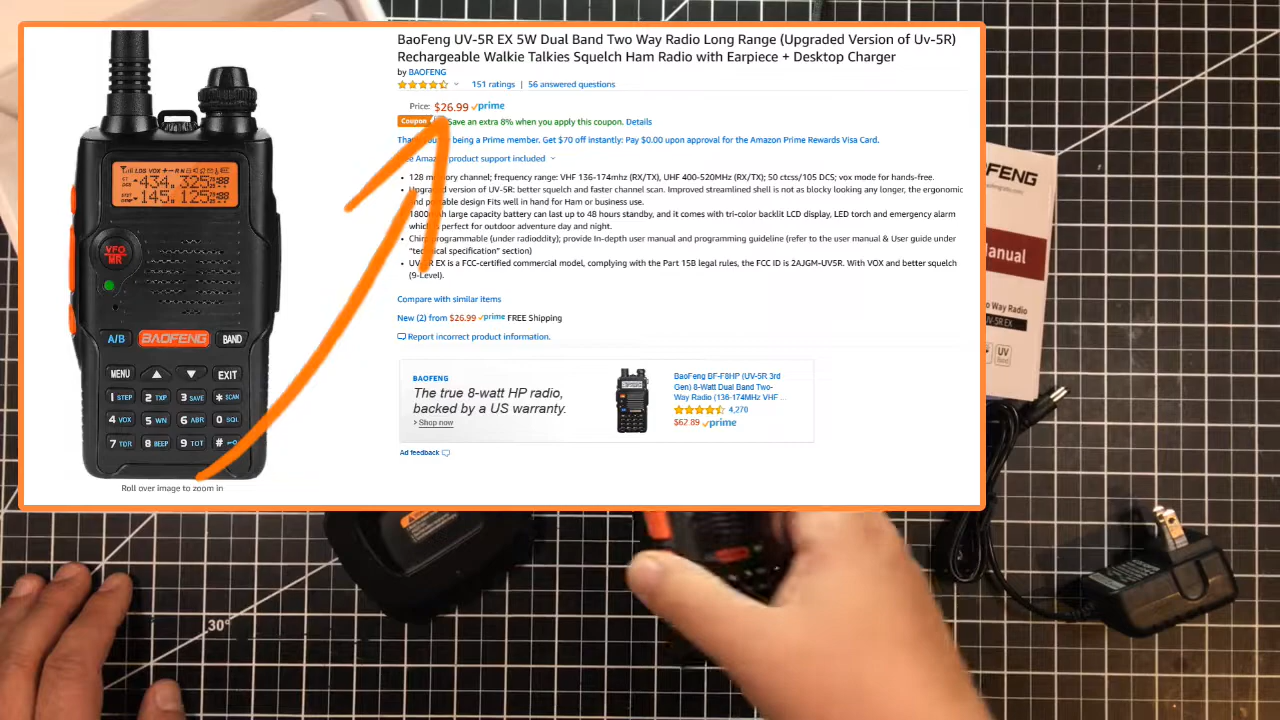 BaoFeng UV-5R EX 5W Dual Band Two Way Radio Long Range (Upgraded Version of Uv-5R)
Rechargeable Walkie Talkies Squelch Ham Radio with Earpiece + Desktop Charger
by BAOFENG
151 ratings | 56 answered questions
Price: $26.99 prime
Coupon Save an extra 8% when you apply this coupon. Details
being a Prime member. Get $70 off instantly: Pay $0.00 upon approval for the Amazon Prime Rewards Visa Card.
product support included
128 channel; frequency range: VHF 136-174mhz (RX/TX), UHF 400-520MHz (RX/TX); 50 ctcss/105 DCS; vox mode for hands-free.
version of UV-5R: better squelch and faster channel scan. Improved streamlined shell is not as blocky looking any longer, the ergonomic
design Fits well in hand for Ham or business use.
large capacity battery can last up to 48 hours standby, and it comes with tri-color backlit LCD display, LED torch and emergency alarm
perfect for outdoor adventure day and night.
programmable (under radioddity); provide In-depth user manual and programming guideline (refer to the user manual & User guide under
specification" section)
EX is a FCC-certified commercial model, complying with the Part 15B legal rules, the FCC ID is 2AJGM-UV5R. With VOX and better squelch
(9-Level).
Compare with similar items
New (2) from $26.99 prime FREE Shipping
Report incorrect product information.
BAOFENG
The true 8-watt HP radio,
backed by a US warranty.
› Shop now
BaoFeng BF-F8HP (UV-5R 3rd
Gen) 8-Watt Dual Band Two-
Way Radio (136-174MHz VHF ...
4,270
$62.89 prime
Ad feedback
434.325
145.125
VFO
MR
A/B BAOFENG BAND
MENU EXIT
1 STEP 2 TXP 3 SAVE * SCAN
4 VOX 5 WN 6 ABR 0 SQL
7 TDR 8 BEEP 9 TOT #
Roll over image to zoom in
Manual
UV-5R EX
UV
30°